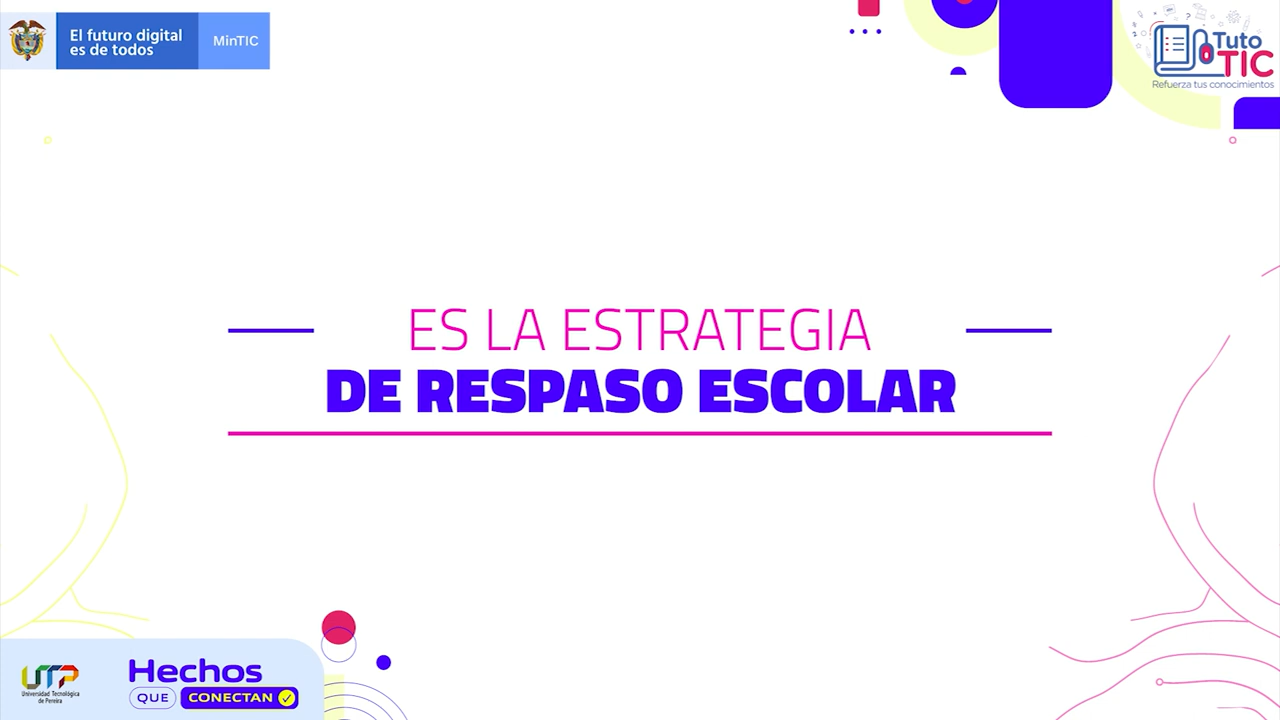 El futuro digital
es de todos
MinTIC
Tuto
TIC
Refuerza tus conocimientos
ES LA ESTRATEGIA
DE RESPASO ESCOLAR
UTP
Universidad Tecnológica
de Pereira
Hechos
QUE CONECTAN